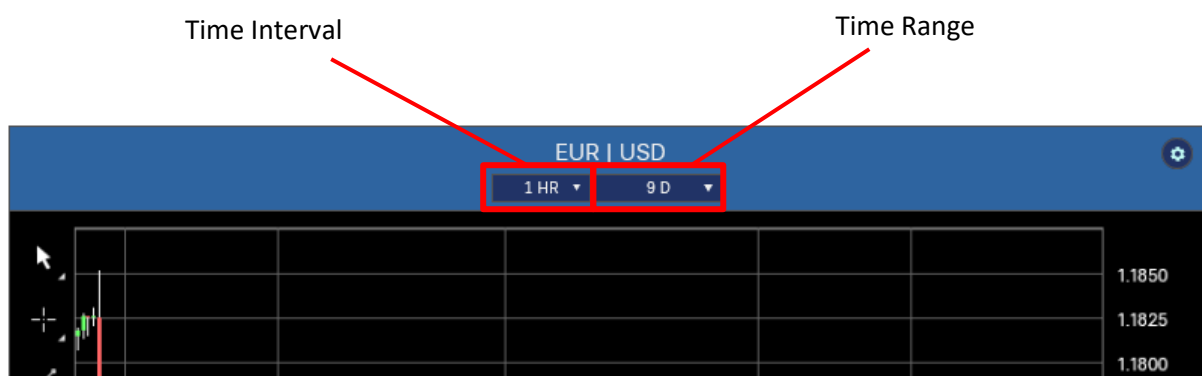 Time Interval
Time Range
EUR | USD
1 HR
9 D
1.1850
1.1825
1.1800